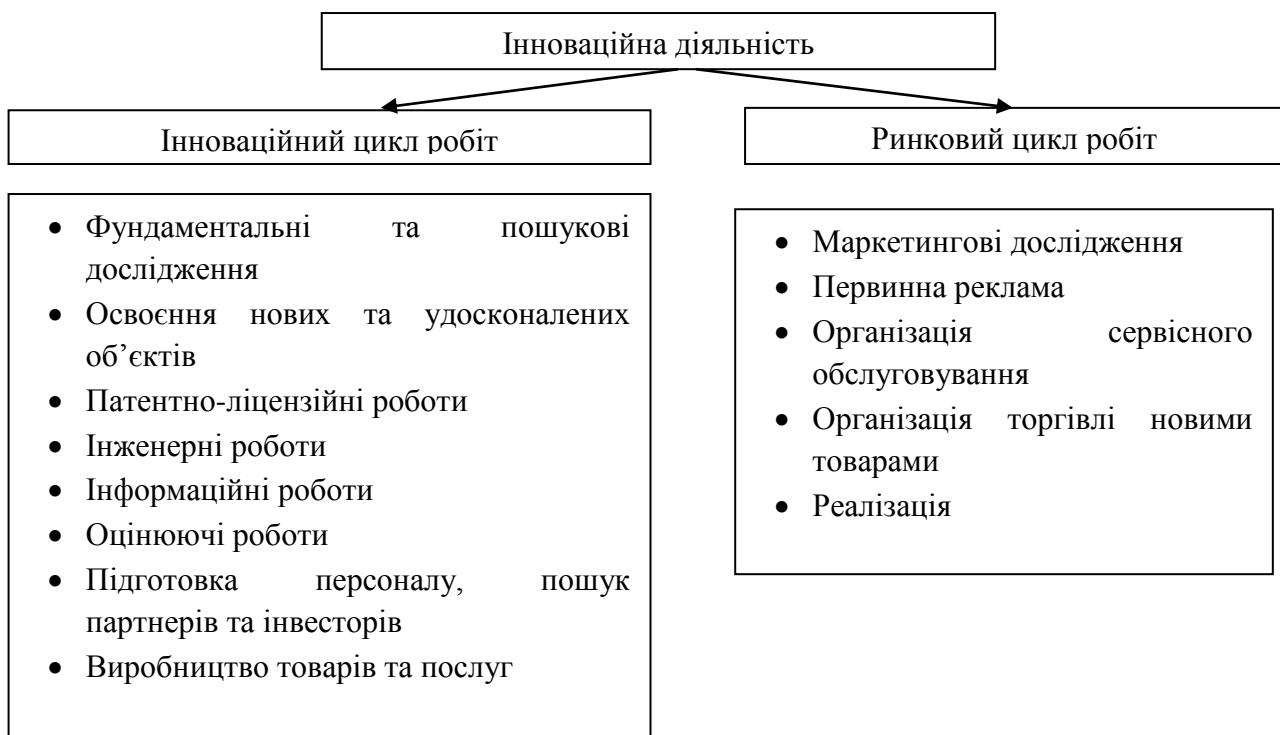 Інноваційна діяльність
Інноваційний цикл робіт
Ринковий цикл робіт
• Фундаментальні та пошукові
дослідження
• Освоєння нових та удосконалених
об’єктів
• Патентно-ліцензійні роботи
• Інженерні роботи
• Інформаційні роботи
• Оцінюючі роботи
• Підготовка персоналу, пошук
партнерів та інвесторів
• Виробництво товарів та послуг
• Маркетингові дослідження
• Первинна реклама
• Організація сервісного
обслуговування
• Організація торгівлі новими
товарами
• Реалізація